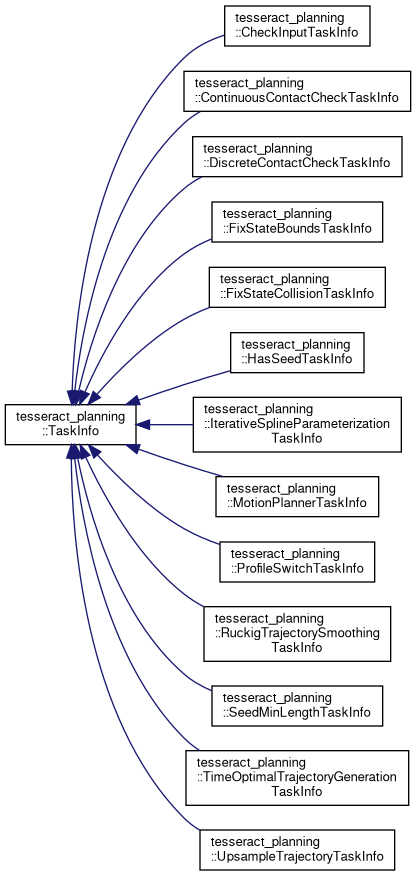 tesseract_planning
::CheckInputTaskInfo
tesseract_planning
::ContinuousContactCheckTaskInfo
tesseract_planning
::DiscreteContactCheckTaskInfo
tesseract_planning
::FixStateBoundsTaskInfo
tesseract_planning
::FixStateCollisionTaskInfo
tesseract_planning
::HasSeedTaskInfo
tesseract_planning
::TaskInfo
tesseract_planning
::IterativeSplineParameterization
TaskInfo
tesseract_planning
::MotionPlannerTaskInfo
tesseract_planning
::ProfileSwitchTaskInfo
tesseract_planning
::RuckigTrajectorySmoothing
TaskInfo
tesseract_planning
::SeedMinLengthTaskInfo
tesseract_planning
::TimeOptimalTrajectoryGeneration
TaskInfo
tesseract_planning
::UpsampleTrajectoryTaskInfo